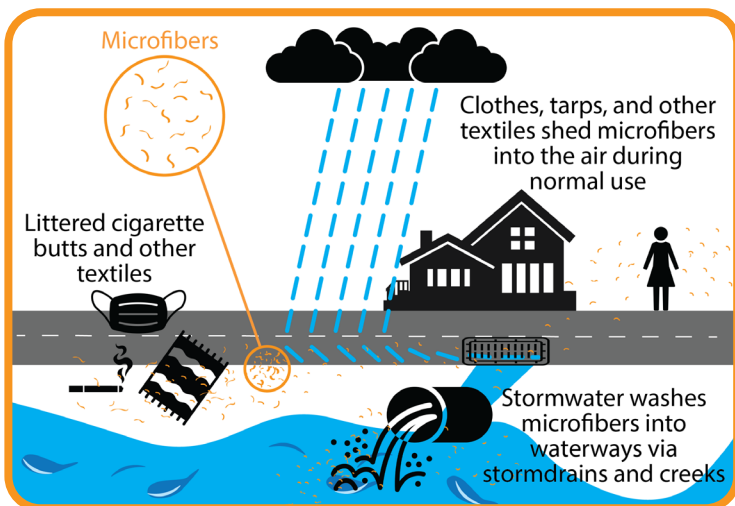 Microfibers
Clothes, tarps, and other
textiles shed microfibers
into the air during
normal use
Littered cigarette
butts and other
textiles
Stormwater washes
microfibers into
waterways via
stormdrains and creeks